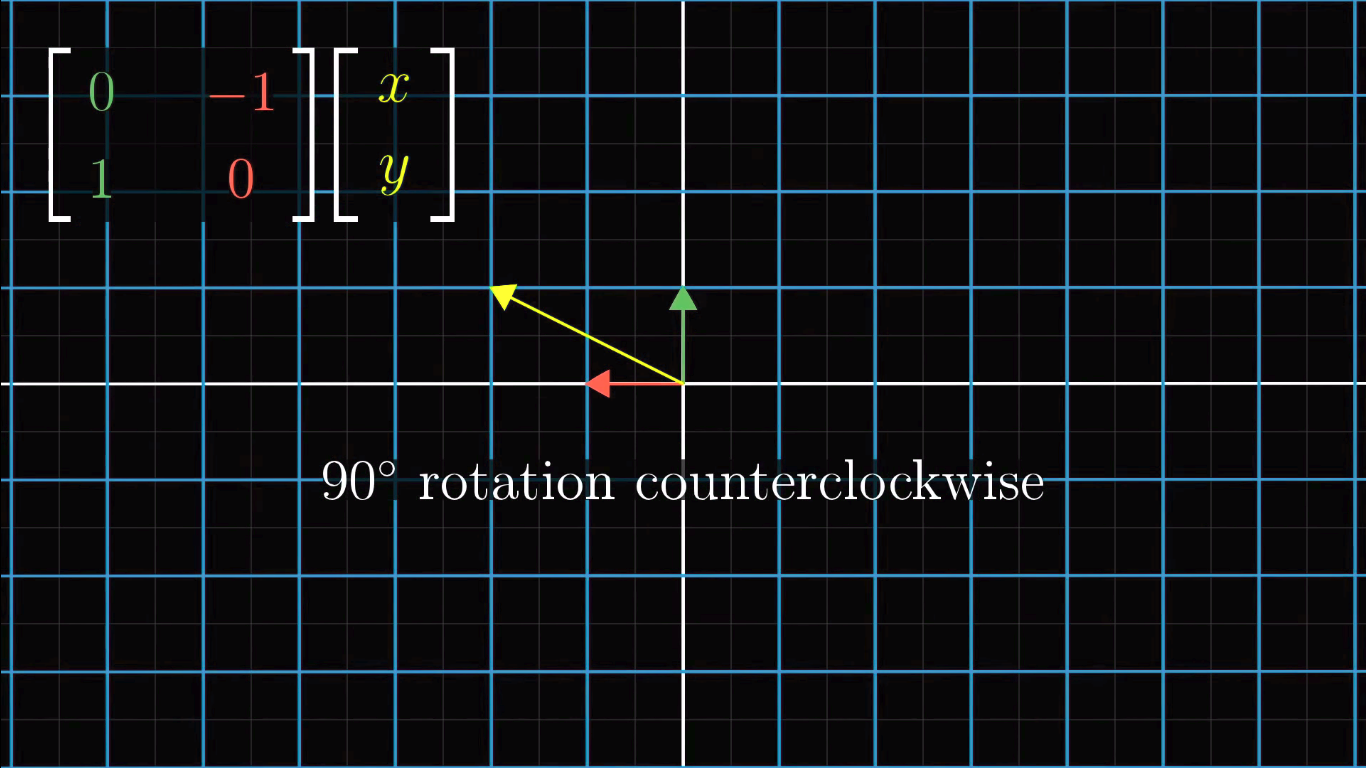 0 −1 x
1 0 y
90° rotation counterclockwise